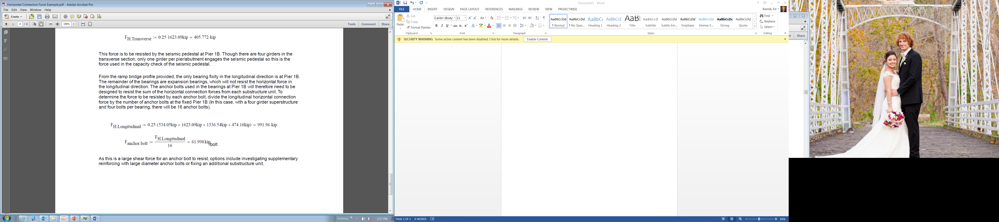 Horizontal Connection Force Example.pdf - Adobe Acrobat Pro
File Edit View Window Help
Create
4 / 4 150% Tools Comment Share
F H.Transverse := 0.25·1623.09kip = 405.772·kip
This force is to be resisted by the seismic pedestal at Pier 1B. Though there are four girders in the
transverse section, only one girder per pier/abutment engages the seismic pedestal so this is the
force used in the capacity check of the seismic pedestal.
From the ramp bridge profile provided, the only bearing fixity in the longitudinal direction is at Pier 1B.
The remainder of the bearings are expansion bearings, which will not resist the horizontal force in
the longitudinal direction. The anchor bolts used in the bearings at Pier 1B will therefore need to be
designed to resist the sum of the horizontal connection forces from each substructure unit. To
determine the force to be resisted by each anchor bolt, divide the longitudinal horizontal connection
force by the number of anchor bolts at the fixed Pier 1B (In this case, with a four girder superstructure
and four bolts per bearing, there will be 16 anchor bolts).
F H.Longitudinal := 0.25·(534.05kip + 1623.09kip + 1336.54kip + 474.16kip) = 991.96·kip
F anchor.bolt := F H.Longitudinal / 16 = 61.998 kip /bolt
As this is a large shear force for an anchor bolt to resist, options include investigating supplementary
reinforcing with large diameter anchor bolts or fixing an additional substructure unit.
Desktop 2:37 PM
Document1 - Word
FILE HOME INSERT DESIGN PAGE LAYOUT REFERENCES MAILINGS REVIEW VIEW PROJECTWISE Baznik, Ed
Paste
Cut
Copy
Format Painter
Clipboard
Calibri (Body) 11
B I U abc x₂ x²
Font
Paragraph
AaBbCcDd AaBbCcDd AaBbC( AaBbCcE AaB AaBbCcD AaBbCcDd AaBbCcDd AaBbCcDd AaBbCcDc AaBbCcDd
¶ Normal ¶ No Spac... Heading 1 Heading 2 Title Subtitle Subtle Em... Emphasis Intense E... Strong Quote
Styles
Find
Replace
Select
Editing
SECURITY WARNING Some active content has been disabled. Click for more details. Enable Content
PAGE 1 OF 1 0 WORDS 84%
nt Share